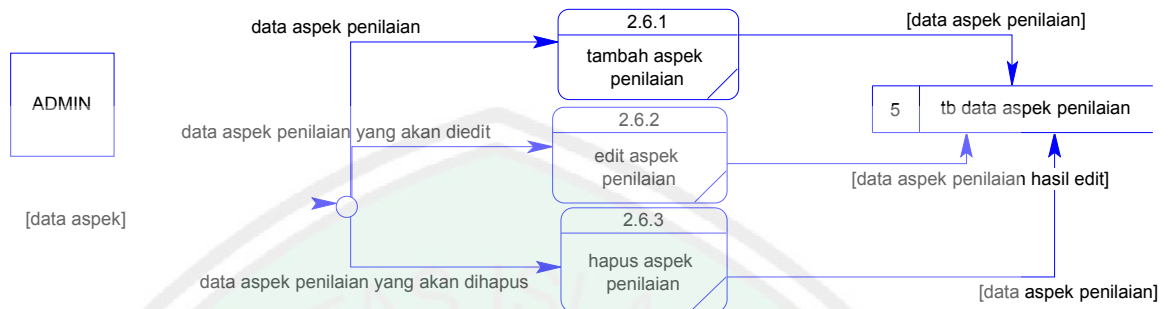 data aspek penilaian
2.6.1
tambah aspek
penilaian
[data aspek penilaian]
ADMIN
5
tb data aspek penilaian
data aspek penilaian yang akan diedit
2.6.2
edit aspek
penilaian
[data aspek penilaian hasil edit]
[data aspek]
2.6.3
hapus aspek
penilaian
data aspek penilaian yang akan dihapus
[data aspek penilaian]